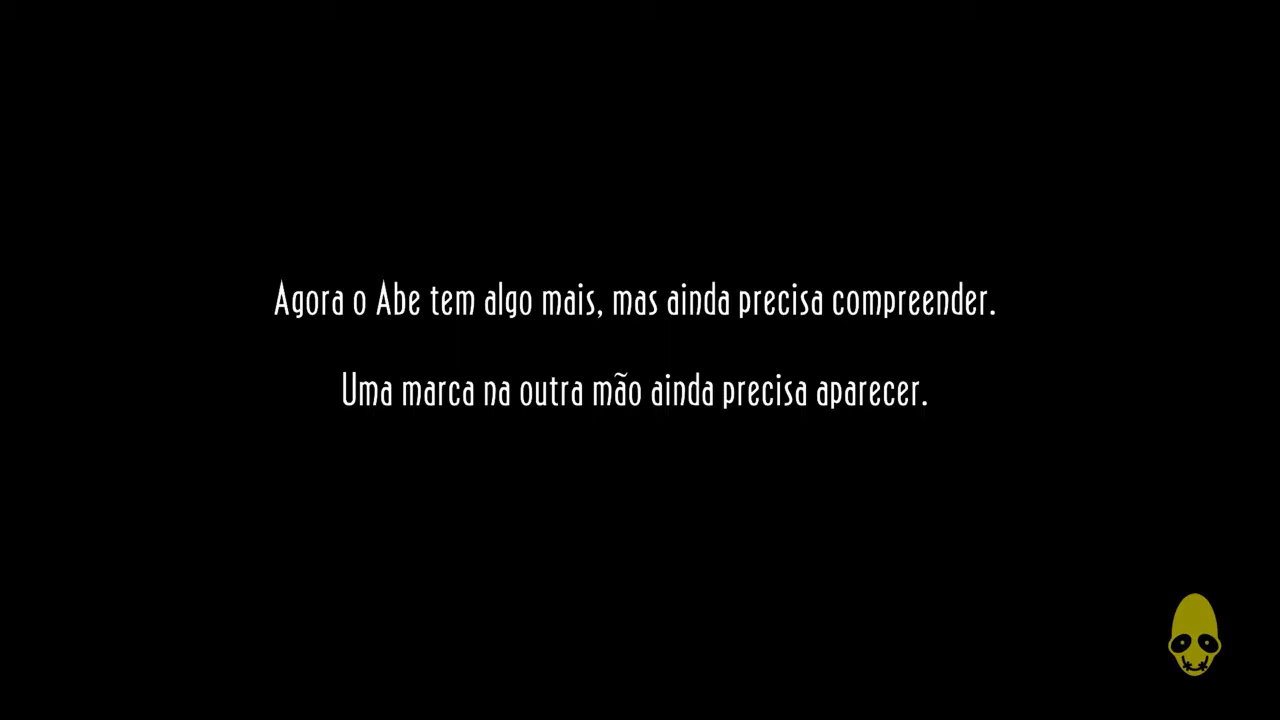 Agora o Abe tem algo mais, mas ainda precisa compreender.
Uma marca na outra mão ainda precisa aparecer.